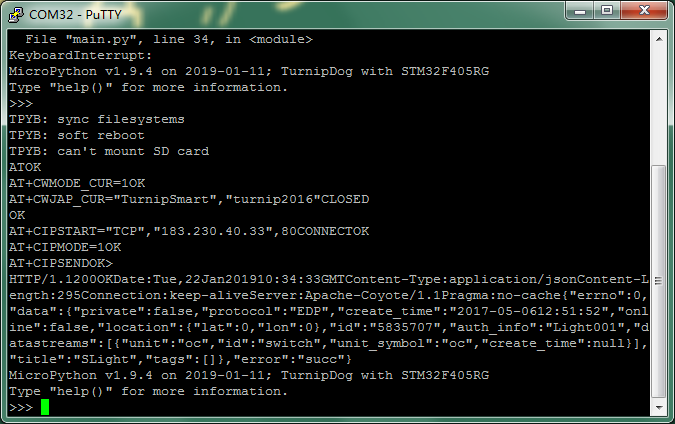 COM32 - PuTTY
File "main.py", line 34, in <module>
KeyboardInterrupt:
MicroPython v1.9.4 on 2019-01-11; TurnipDog with STM32F405RG
Type "help()" for more information.
>>>
TPYB: sync filesystems
TPYB: soft reboot
TPYB: can't mount SD card
ATOK
AT+CWMODE_CUR=1OK
AT+CWJAP_CUR="TurnipSmart","turnip2016"CLOSED
OK
AT+CIPSTART="TCP","183.230.40.33",80CONNECTOK
AT+CIPMODE=1OK
AT+CIPSENDOK>
HTTP/1.1200OKDate:Tue,22Jan201910:34:33GMTContent-Type:application/jsonContent-L
ength:295Connection:keep-aliveServer:Apache-Coyote/1.1Pragma:no-cache{"errno":0,
"data":{"private":false,"protocol":"EDP","create_time":"2017-05-0612:51:52","onl
ine":false,"location":{"lat":0,"lon":0},"id":"5835707","auth_info":"Light001","d
atastreams":[{"unit":"oc","id":"switch","unit_symbol":"oc","create_time":null}],
"title":"SLight","tags":[]},"error":"succ"}
MicroPython v1.9.4 on 2019-01-11; TurnipDog with STM32F405RG
Type "help()" for more information.
>>>